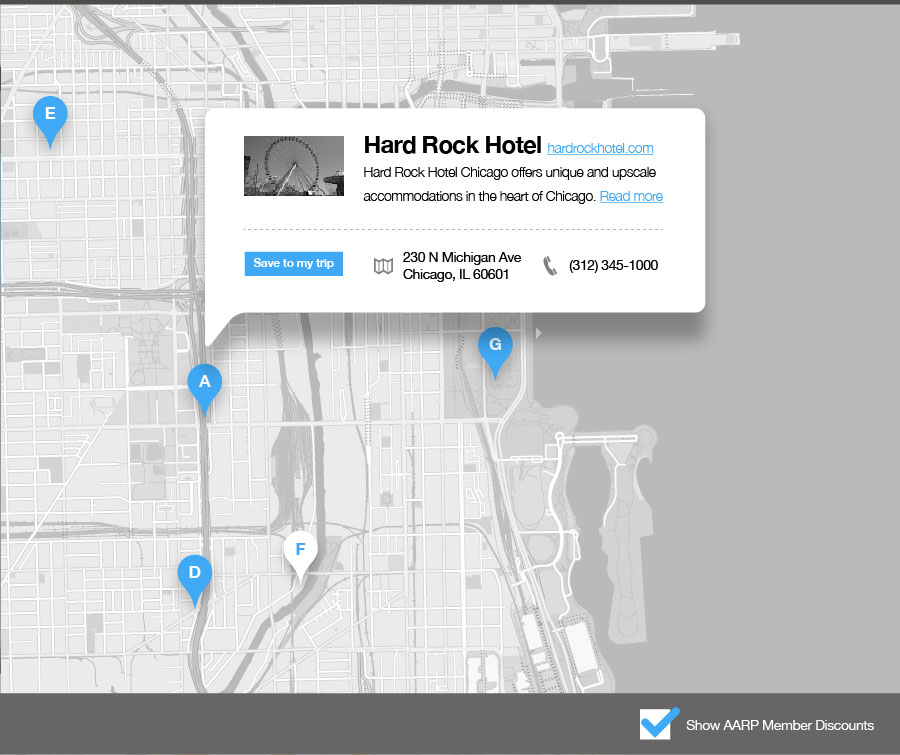 E
Hard Rock Hotel hardrockhotel.com
Hard Rock Hotel Chicago offers unique and upscale
accommodations in the heart of Chicago. Read more
Save to my trip
230 N Michigan Ave
Chicago, IL 60601
(312) 345-1000
G
A
F
D
Show AARP Member Discounts